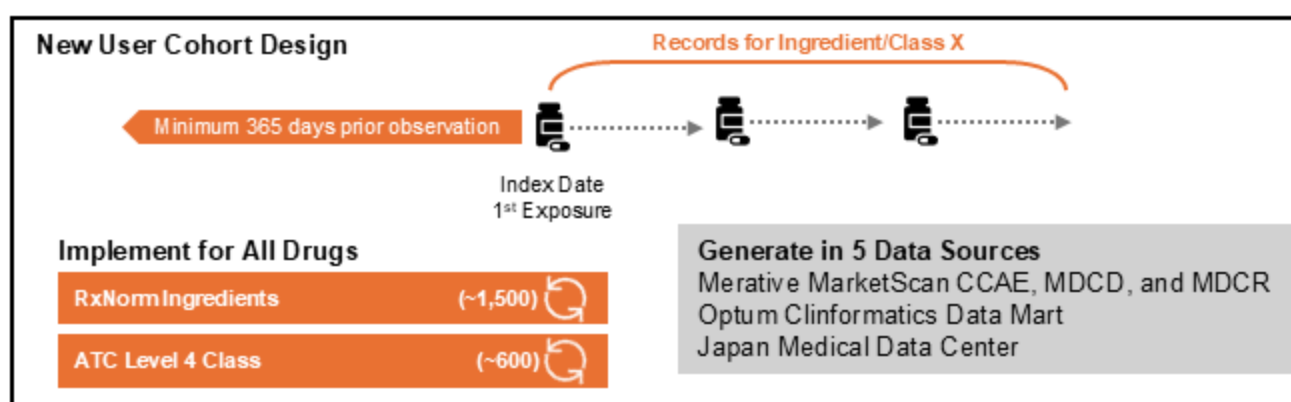 New User Cohort Design
Records for Ingredient/Class X
Minimum 365 days prior observation
Index Date
1st Exposure
Implement for All Drugs
RxNorm Ingredients (~1,500)
ATC Level 4 Class (~600)
Generate in 5 Data Sources
Merative MarketScan CCAE, MDCD, and MDCR
Optum Clinformatics Data Mart
Japan Medical Data Center